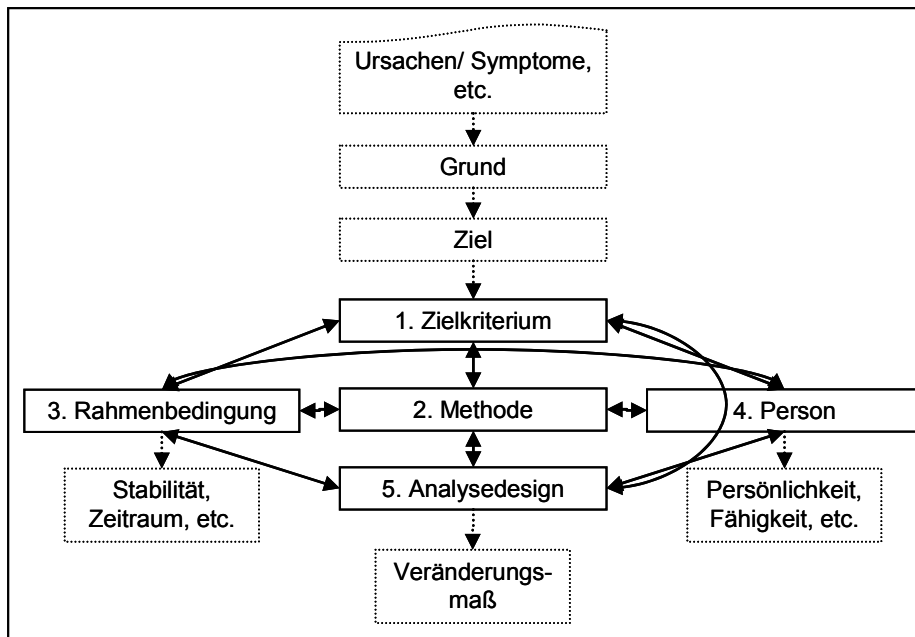 Ursachen/ Symptome,
etc.
Grund
Ziel
1. Zielkriterium
3. Rahmenbedingung
2. Methode
4. Person
5. Analysedesign
Stabilität,
Zeitraum, etc.
Persönlichkeit,
Fähigkeit, etc.
Veränderungs-
maß